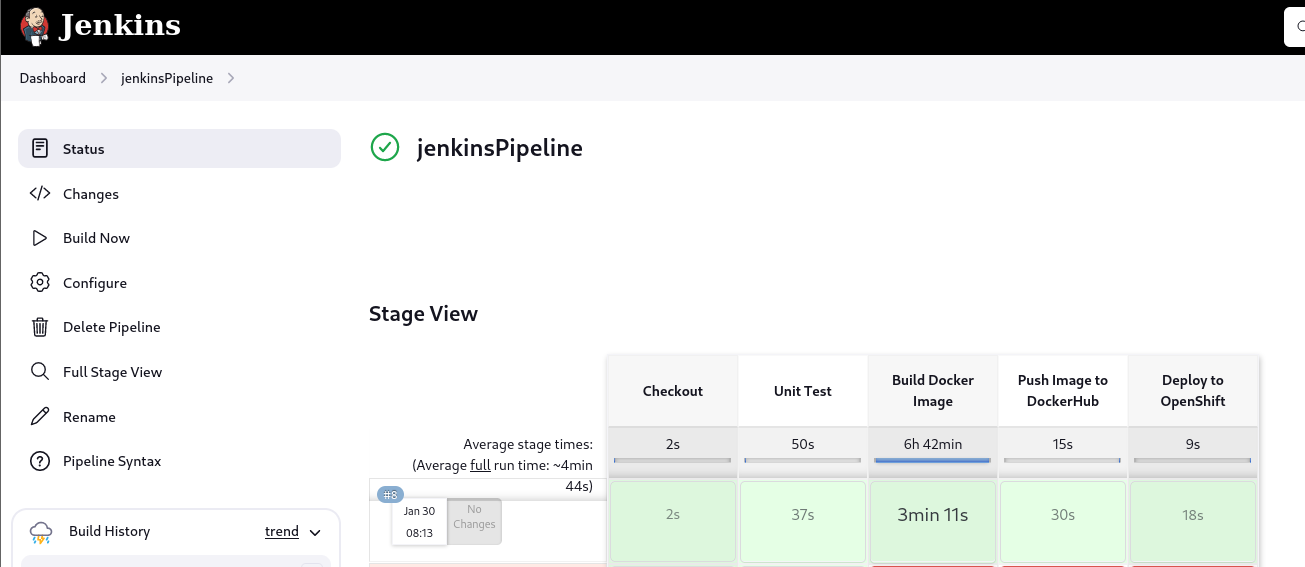 Jenkins
Dashboard
jenkinsPipeline
Status
Changes
Build Now
Configure
Delete Pipeline
Full Stage View
Rename
Pipeline Syntax
Build History
trend
jenkinsPipeline
Stage View
Checkout
Unit Test
Build Docker
Image
Push Image to
DockerHub
Deploy to
OpenShift
Average stage times:
(Average full run time: ~4min
44s)
2s
50s
6h 42min
15s
9s
#8
Jan 30
08:13
No
Changes
2s
37s
3min 11s
30s
18s